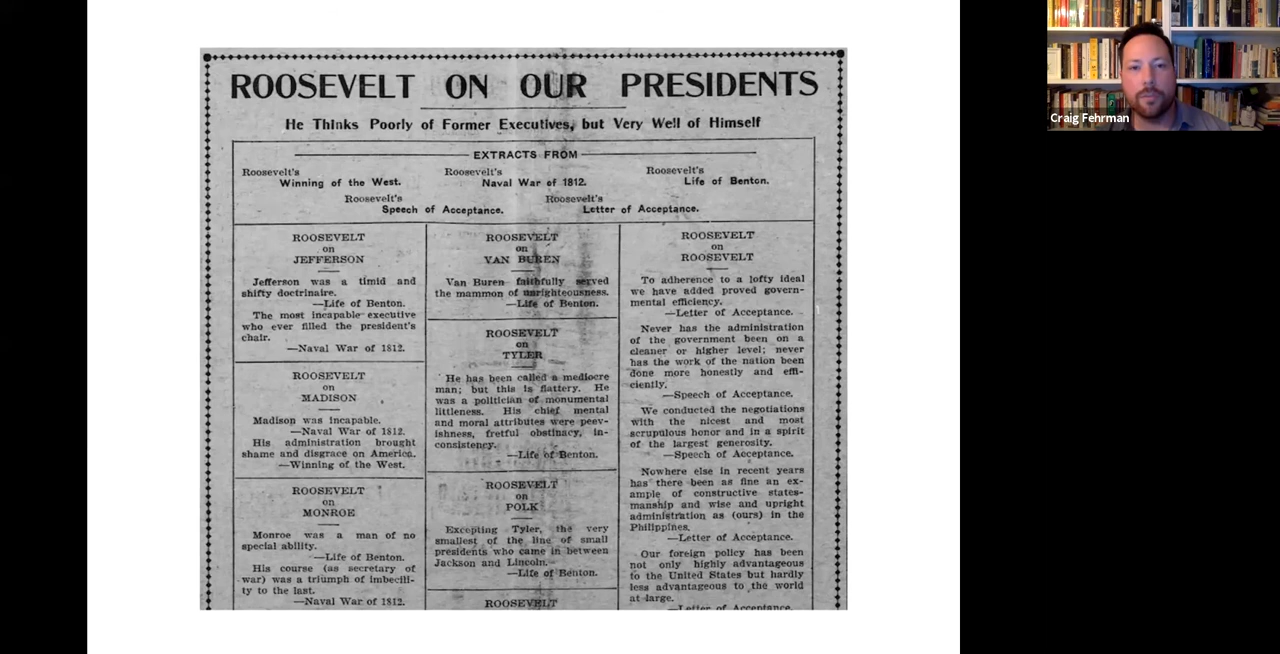 ROOSEVELT ON OUR PRESIDENTS
He Thinks Poorly of Former Executives, but Very Well of Himself
EXTRACTS FROM
Roosevelt's
Winning of the West.
Roosevelt's
Naval War of 1812.
Roosevelt's
Life of Benton.
Roosevelt's
Speech of Acceptance.
Roosevelt's
Letter of Acceptance.
ROOSEVELT
on
JEFFERSON
Jefferson was a timid and
shifty doctrinaire.
—Life of Benton.
The most incapable executive
who ever filled the president's
chair.
—Naval War of 1812.
ROOSEVELT
on
MADISON
Madison was incapable.
—Naval War of 1812.
His administration brought
shame and disgrace on America.
—Winning of the West.
ROOSEVELT
on
MONROE
Monroe was a man of no
special ability.
—Life of Benton.
His course (as secretary of
war) was a triumph of imbecili-
ty to the last.
—Naval War of 1812.
ROOSEVELT
on
VAN BUREN
Van Buren faithfully served
the mammon of unrighteousness.
—Life of Benton.
ROOSEVELT
on
TYLER
He has been called a mediocre
man; but this is flattery. He
was a politician of monumental
littleness. His chief mental
and moral attributes were peev-
ishness, fretful obstinacy, in-
consistency.
—Life of Benton.
ROOSEVELT
on
POLK
Excepting Tyler, the very
smallest of the line of small
presidents who came in between
Jackson and Lincoln.
—Life of Benton.
ROOSEVELT
ROOSEVELT
on
ROOSEVELT
To adherence to a lofty ideal
we have added proved govern-
mental efficiency.
—Letter of Acceptance.
Never has the administration
of the government been on a
cleaner or higher level; never
has the work of the nation been
done more honestly and effi-
ciently.
—Speech of Acceptance.
We conducted the negotiations
with the nicest and most
scrupulous honor and in a spirit
of the largest generosity.
—Speech of Acceptance.
Nowhere else in recent years
has there been as fine an ex-
ample of constructive states-
manship and wise and upright
administration as (ours) in the
Philippines.
—Letter of Acceptance.
Our foreign policy has been
not only highly advantageous
to the United States but hardly
less advantageous to the world
at large.
—Letter of Acceptance.
Craig Fehrman